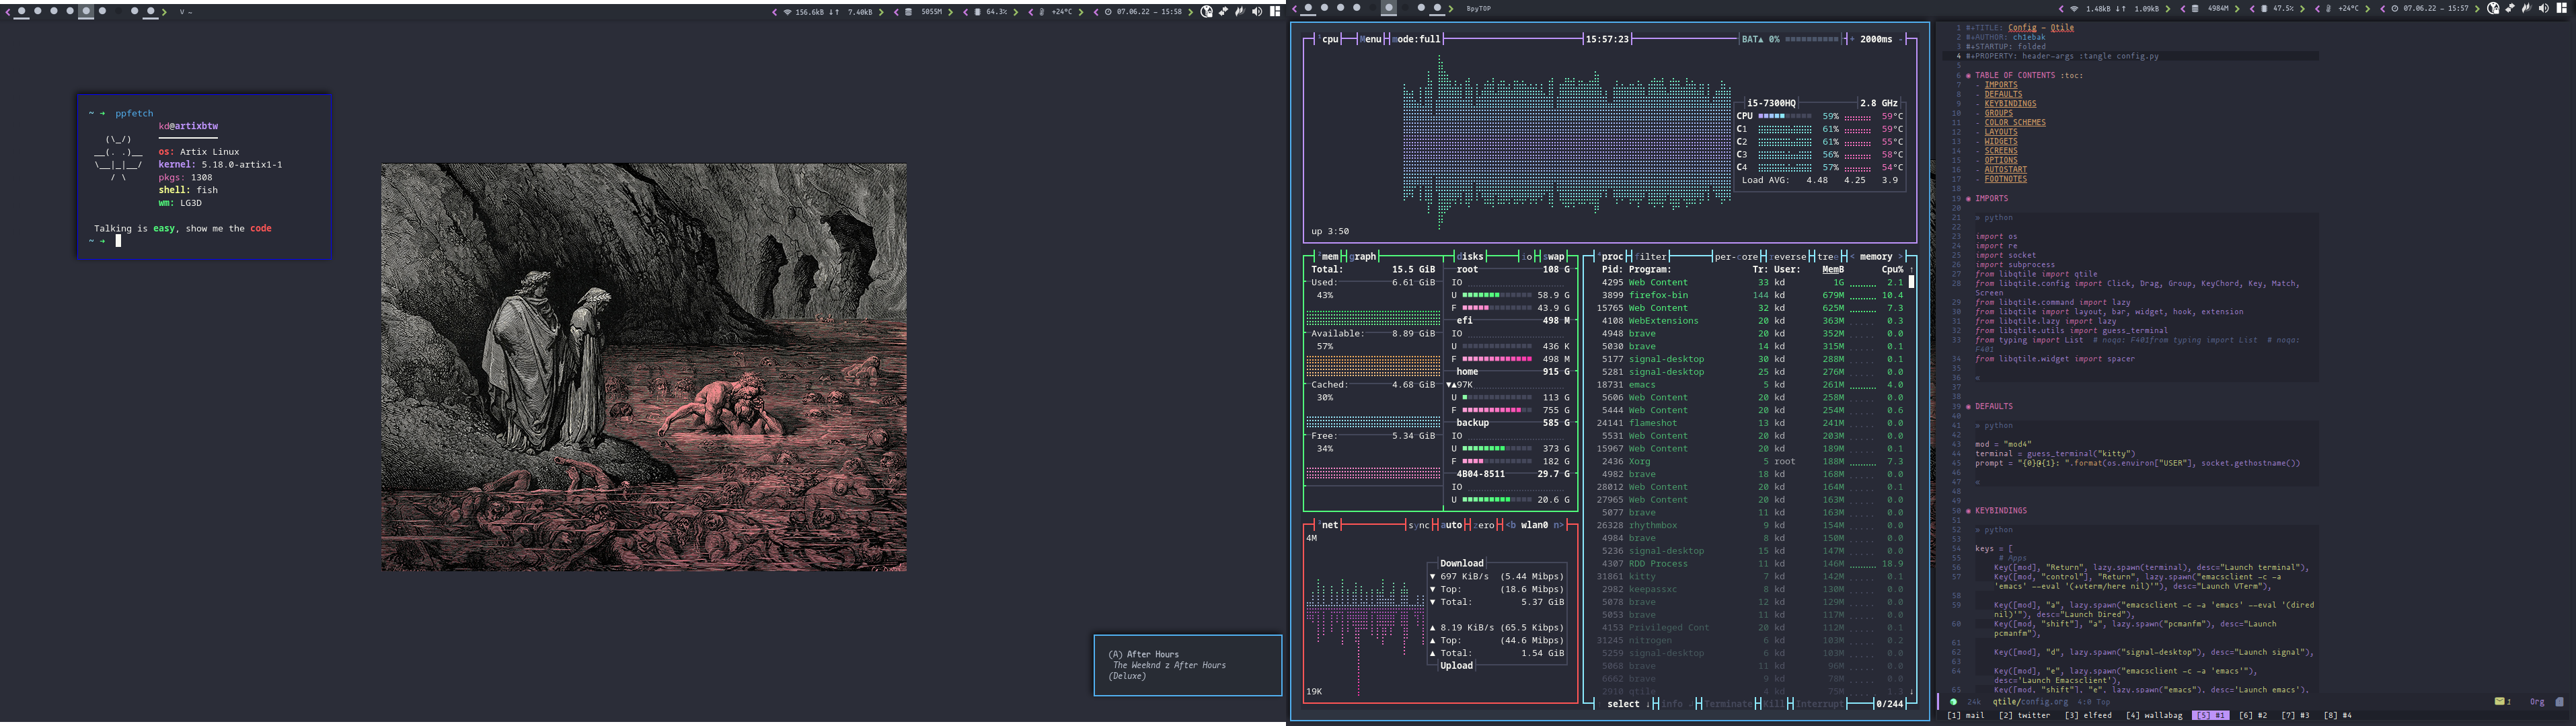 V ~
156.6kB ↓↑ 7.40kB
5055M
64.3%
+24°C
07.06.22 — 15:58
~ → ppfetch
kd@artixbtw
(\_/)
__(. .)__ os: Artix Linux
\__|_|__/ kernel: 5.18.0-artix1-1
/ \ pkgs: 1308
shell: fish
wm: LG3D
Talking is easy, show me the code
~ →
(A) After Hours
The Weeknd z After Hours
(Deluxe)
BpyTOP
1.48kB ↓↑ 1.09kB
4984M
47.5%
+24°C
07.06.22 — 15:57
¹cpu Menu mode:full 15:57:23 BAT▲ 0% + 2000ms -
i5-7300HQ 2.8 GHz
CPU 59% 59°C
C1 61% 59°C
C2 61% 55°C
C3 56% 58°C
C4 57% 54°C
Load AVG: 4.48 4.25 3.9
up 3:50
²mem graph disks io swap
Total: 15.5 GiB
Used: 6.61 GiB
43%
Available: 8.89 GiB
57%
Cached: 4.68 GiB
30%
Free: 5.34 GiB
34%
root 108 G
IO
U 58.9 G
F 43.9 G
efi 498 M
IO
U 436 K
F 498 M
home 915 G
▼▲97K
U 113 G
F 755 G
backup 585 G
IO
U 373 G
F 182 G
4B04-8511 29.7 G
IO
U 20.6 G
³net sync auto zero <b wlan0 n>
4M
Download
▼ 697 KiB/s (5.44 Mibps)
▼ Top: (18.6 Mibps)
▼ Total: 5.37 GiB
▲ 8.19 KiB/s (65.5 Kibps)
▲ Top: (44.6 Mibps)
▲ Total: 1.54 GiB
Upload
19K
⁴proc filter per-core reverse tree < memory >
Pid: Program: Tr: User: MemB Cpu% ↑
4295 Web Content 33 kd 1G 2.1
3899 firefox-bin 144 kd 679M 10.4
15765 Web Content 32 kd 625M 7.3
4108 WebExtensions 20 kd 363M 0.3
4948 brave 20 kd 352M 0.0
5030 brave 14 kd 315M 0.1
5177 signal-desktop 30 kd 288M 0.1
5281 signal-desktop 25 kd 276M 0.0
18731 emacs 5 kd 261M 4.0
5606 Web Content 20 kd 258M 0.0
5444 Web Content 20 kd 254M 0.6
24141 flameshot 13 kd 241M 0.0
5531 Web Content 20 kd 203M 0.0
15967 Web Content 20 kd 189M 0.1
2436 Xorg 5 root 188M 7.3
4982 brave 18 kd 168M 0.0
28012 Web Content 20 kd 164M 0.1
27965 Web Content 20 kd 163M 0.0
5077 brave 11 kd 163M 0.0
26328 rhythmbox 9 kd 154M 0.0
4984 brave 8 kd 150M 0.0
5236 signal-desktop 15 kd 147M 0.0
4307 RDD Process 11 kd 146M 18.9
31861 kitty 7 kd 142M 0.1
2982 keepassxc 8 kd 130M 0.0
5078 brave 12 kd 129M 0.0
5053 brave 11 kd 117M 0.0
4153 Privileged Cont 20 kd 112M 0.1
31245 nitrogen 6 kd 103M 0.2
5259 signal-desktop 6 kd 103M 0.0
5068 brave 11 kd 96M 0.0
6662 brave 9 kd 78M 0.0
2910 qtile 4 kd 75M 1.3 ↓
select ↓ info ↲ Terminate Kill Interrupt 0/244
1 #+TITLE: Config — Qtile
2 #+AUTHOR: ch1ebak
3 #+STARTUP: folded
4 #+PROPERTY: header-args :tangle config.py
5
6 ◉ TABLE OF CONTENTS :toc:
7 - IMPORTS
8 - DEFAULTS
9 - KEYBINDINGS
10 - GROUPS
11 - COLOR SCHEMES
12 - LAYOUTS
13 - WIDGETS
14 - SCREENS
15 - OPTIONS
16 - AUTOSTART
17 - FOOTNOTES
18
19 ◉ IMPORTS
20
21 » python
22
23 import os
24 import re
25 import socket
26 import subprocess
27 from libqtile import qtile
28 from libqtile.config import Click, Drag, Group, KeyChord, Key, Match,
Screen
29 from libqtile.command import lazy
30 from libqtile import layout, bar, widget, hook, extension
31 from libqtile.lazy import lazy
32 from libqtile.utils import guess_terminal
33 from typing import List # noqa: F401from typing import List # noqa:
F401
34 from libqtile.widget import spacer
35
36 «
37
38
39 ◉ DEFAULTS
40
41 » python
42
43 mod = "mod4"
44 terminal = guess_terminal("kitty")
45 prompt = "{0}@{1}: ".format(os.environ["USER"], socket.gethostname())
46
47 «
48
49
50 ◉ KEYBINDINGS
51
52 » python
53
54 keys = [
55 # Apps
56 Key([mod], "Return", lazy.spawn(terminal), desc="Launch terminal"),
57 Key([mod, "control"], "Return", lazy.spawn("emacsclient -c -a
'emacs' --eval '(+vterm/here nil)'"), desc="Launch VTerm"),
58
59 Key([mod], "a", lazy.spawn("emacsclient -c -a 'emacs' --eval '(dired
nil)'"), desc="Launch Dired"),
60 Key([mod, "shift"], "a", lazy.spawn("pcmanfm"), desc="Launch
pcmanfm"),
61
62 Key([mod], "d", lazy.spawn("signal-desktop"), desc="Launch signal"),
63
64 Key([mod], "e", lazy.spawn("emacsclient -c -a 'emacs'"),
desc='Launch Emacsclient'),
65 Key([mod, "shift"], "e", lazy.spawn("emacs"), desc='Launch emacs'),
24k qtile/config.org 4:0 Top 1 Org
[1] mail [2] twitter [3] elfeed [4] wallabag [5] #1 [6] #2 [7] #3 [8] #4